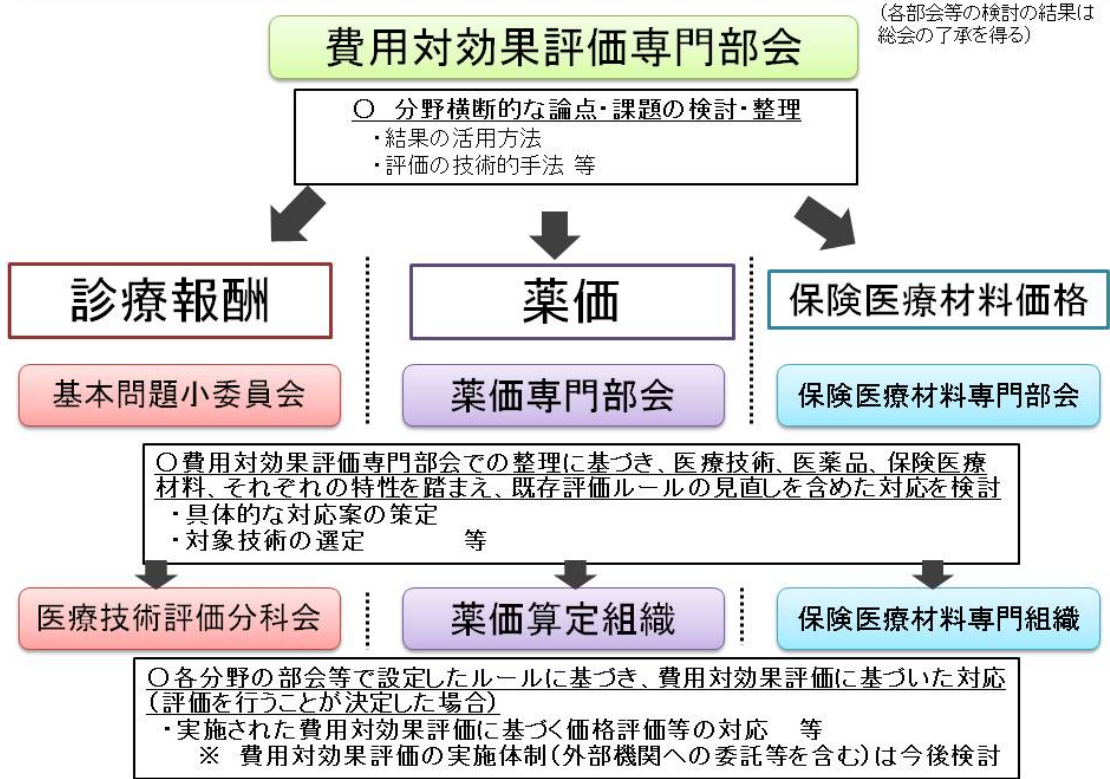 (各部会等の検討の結果は
総会の了承を得る)
費用対効果評価専門部会
○ 分野横断的な論点・課題の検討・整理
・結果の活用方法
・評価の技術的手法 等
診療報酬
薬価
保険医療材料価格
基本問題小委員会
薬価専門部会
保険医療材料専門部会
○費用対効果評価専門部会での整理に基づき、医療技術、医薬品、保険医療
材料、それぞれの特性を踏まえ、既存評価ルールの見直しを含めた対応を検討
・具体的な対応案の策定
・対象技術の選定 等
医療技術評価分科会
薬価算定組織
保険医療材料専門組織
○各分野の部会等で設定したルールに基づき、費用対効果評価に基づいた対応
(評価を行うことが決定した場合)
・実施された費用対効果評価に基づく価格評価等の対応 等
※ 費用対効果評価の実施体制(外部機関への委託等を含む)は今後検討